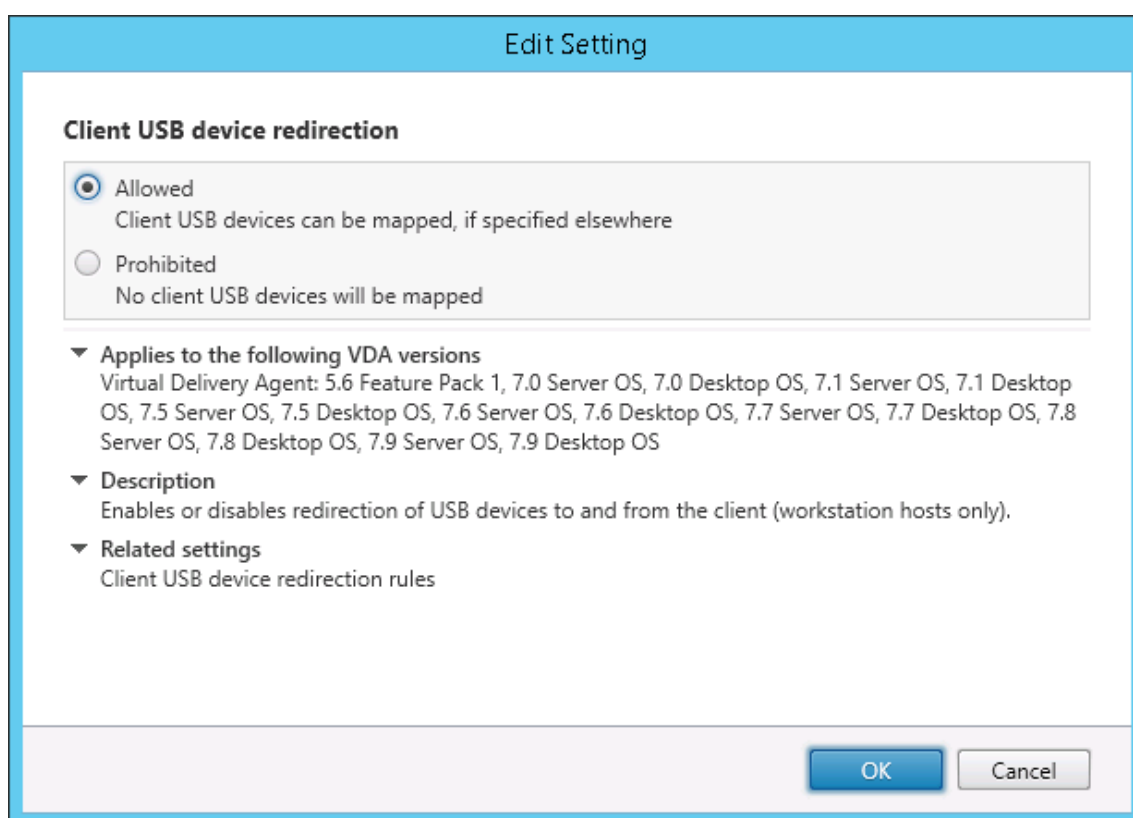 Edit Setting
Client USB device redirection
Allowed
Client USB devices can be mapped, if specified elsewhere
Prohibited
No client USB devices will be mapped
Applies to the following VDA versions
Virtual Delivery Agent: 5.6 Feature Pack 1, 7.0 Server OS, 7.0 Desktop OS, 7.1 Server OS, 7.1 Desktop
OS, 7.5 Server OS, 7.5 Desktop OS, 7.6 Server OS, 7.6 Desktop OS, 7.7 Server OS, 7.7 Desktop OS, 7.8
Server OS, 7.8 Desktop OS, 7.9 Server OS, 7.9 Desktop OS
Description
Enables or disables redirection of USB devices to and from the client (workstation hosts only).
Related settings
Client USB device redirection rules
OK
Cancel